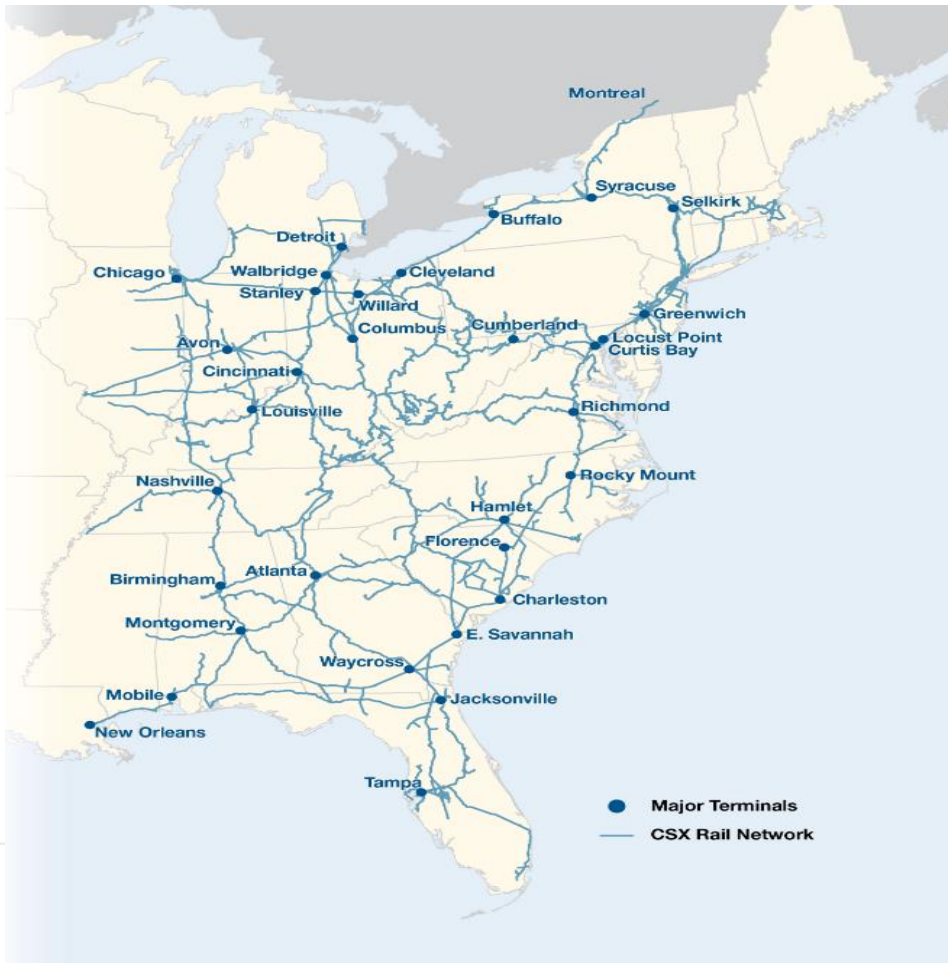 Montreal
Syracuse
Selkirk
Buffalo
Detroit
Chicago
Walbridge
Cleveland
Stanley
Willard
Greenwich
Columbus
Cumberland
Locust Point
Avon
Curtis Bay
Cincinnati
Louisville
Richmond
Nashville
Rocky Mount
Hamlet
Florence
Birmingham
Atlanta
Charleston
Montgomery
E. Savannah
Waycross
Mobile
Jacksonville
New Orleans
Tampa
Major Terminals
CSX Rail Network